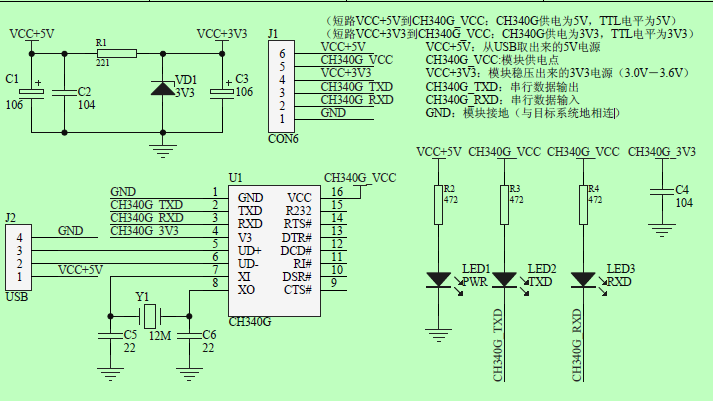 （短路VCC+5V到CH340G_VCC：CH340G供电为5V，TTL电平为5V）
（短路VCC+3V3到CH340G_VCC：CH340G供电为3V3，TTL电平为3V3）
VCC+5V VCC+3V3 J1
R1
221
C1
106
C2
104
VD1
3V3
C3
106
6 VCC+5V VCC+5V：从USB取出来的5V电源
5 CH340G_VCC CH340G_VCC:模块供电点
4 VCC+3V3 VCC+3V3：模块稳压出来的3V3电源（3.0V－3.6V）
3 CH340G_TXD CH340G_TXD：串行数据输出
2 CH340G_RXD CH340G_RXD：串行数据输入
1 GND GND：模块接地（与目标系统地相连）
CON6
VCC+5V CH340G_VCC CH340G_VCC CH340G_3V3
R2
472
R3
472
R4
472
C4
104
LED1
PWR
LED2
TXD
LED3
RXD
CH340G_TXD
CH340G_RXD
U1
CH340G_VCC
GND 1 GND VCC 16
CH340G_TXD 2 TXD R232 15
CH340G_RXD 3 RXD RTS# 14
CH340G_3V3 4 V3 DTR# 13
5 UD+ DCD# 12
6 UD- RI# 11
7 XI DSR# 10
8 XO CTS# 9
CH340G
J2
4 GND
3
2
1 VCC+5V
USB
Y1
12M
C5
22
C6
22